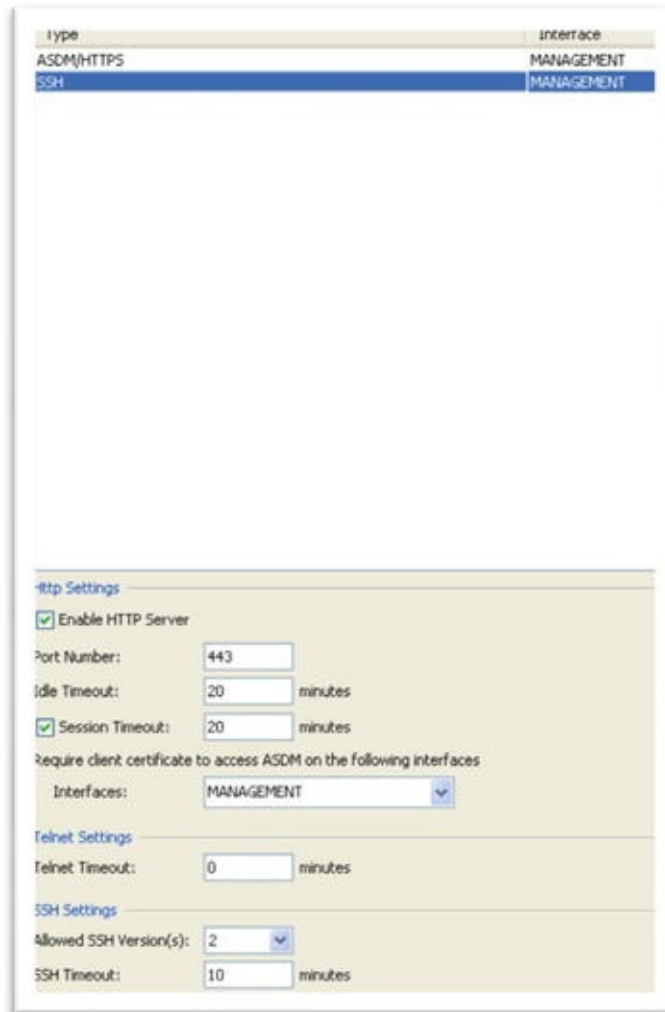 Type Interface
ASDM/HTTPS MANAGEMENT
SSH MANAGEMENT
Http Settings
Enable HTTP Server
Port Number: 443
Idle Timeout: 20 minutes
Session Timeout: 20 minutes
Require client certificate to access ASDM on the following interfaces
Interfaces: MANAGEMENT
Telnet Settings
Telnet Timeout: 0 minutes
SSH Settings
Allowed SSH Version(s): 2
SSH Timeout: 10 minutes